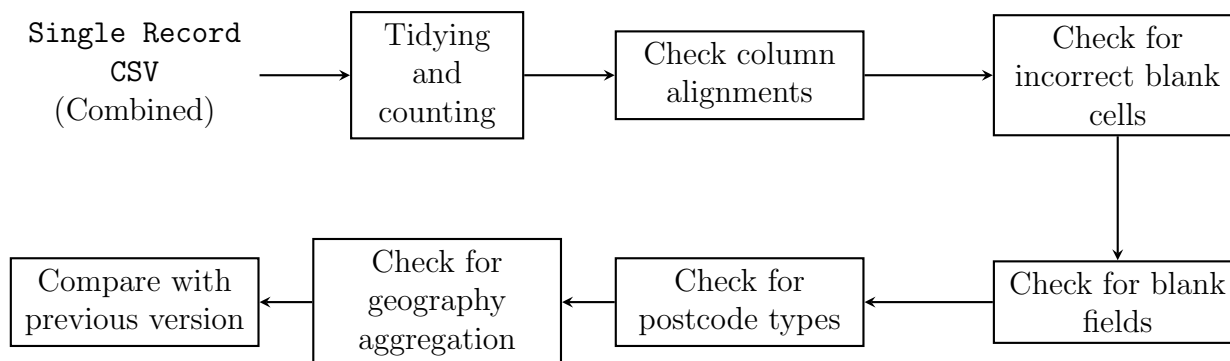 Single Record
CSV
(Combined)
Tidying
and
counting
Check column
alignments
Check for
incorrect blank
cells
Check for blank
fields
Check for
postcode types
Check for
geography
aggregation
Compare with
previous version